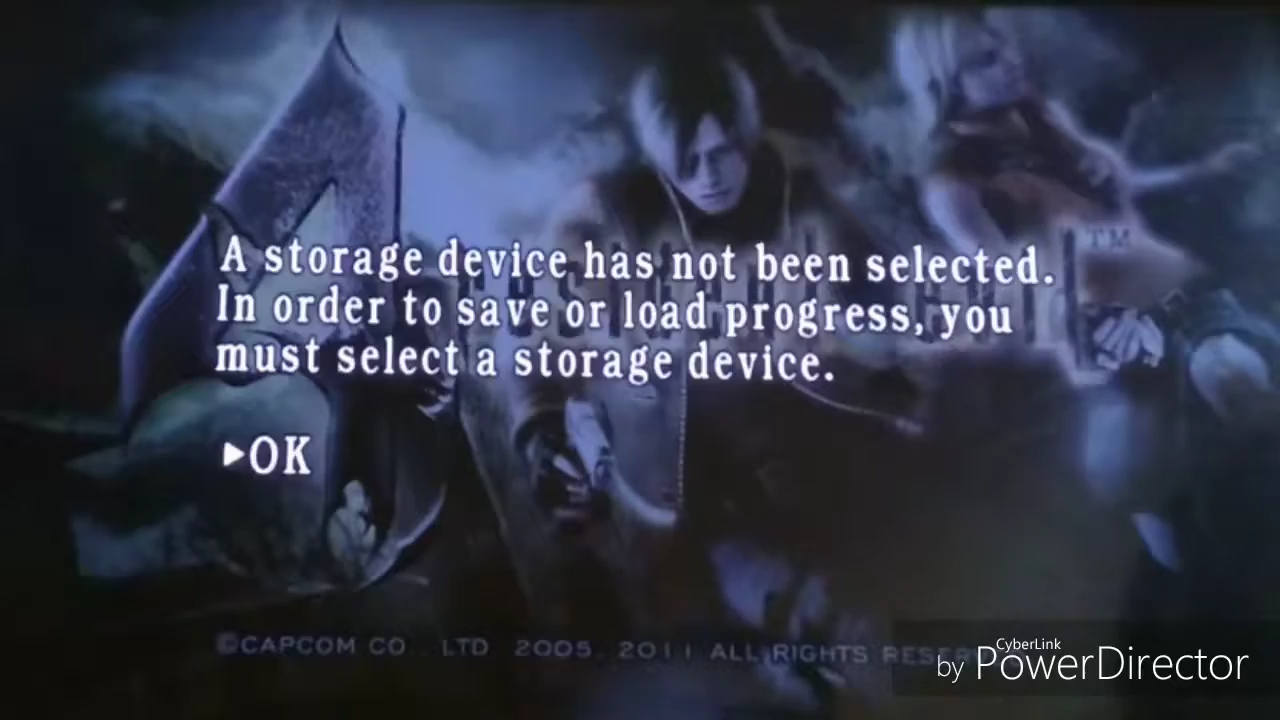 A storage device has not been selected.
In order to save or load progress, you
must select a storage device.
TM
►OK
©CAPCOM CO., LTD. 2005, 2011 ALL RIGHTS
CyberLink
by PowerDirector